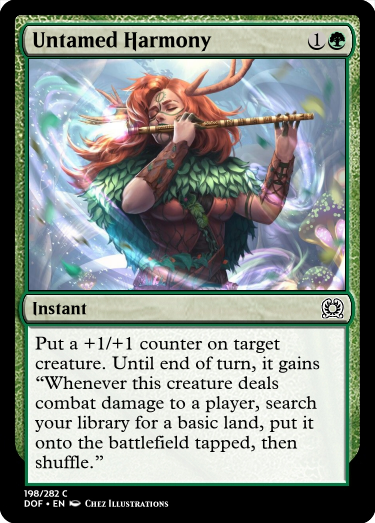 Untamed Harmony 1
Instant
Put a +1/+1 counter on target
creature. Until end of turn, it gains
“Whenever this creature deals
combat damage to a player, search
your library for a basic land, put it
onto the battlefield tapped, then
shuffle.”
198/282 C
DOF • EN Chez Illustrations